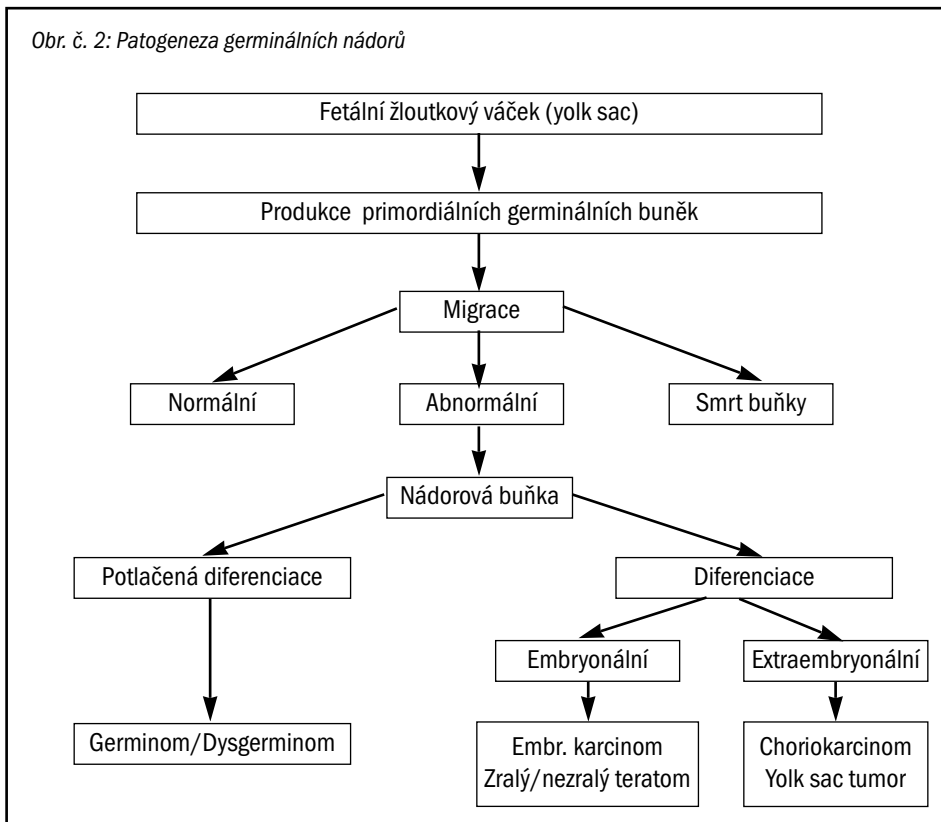 Obr. č. 2: Patogeneza germinálních nádorů
Fetální žloutkový váček (yolk sac)
Produkce primordiálních germinálních buněk
Migrace
Normální
Abnormální
Smrt buňky
Nádorová buňka
Potlačená diferenciace
Diferenciace
Embryonální
Extraembryonální
Germinom/Dysgerminom
Embr. karcinom
Zralý/nezralý teratom
Choriokarcinom
Yolk sac tumor